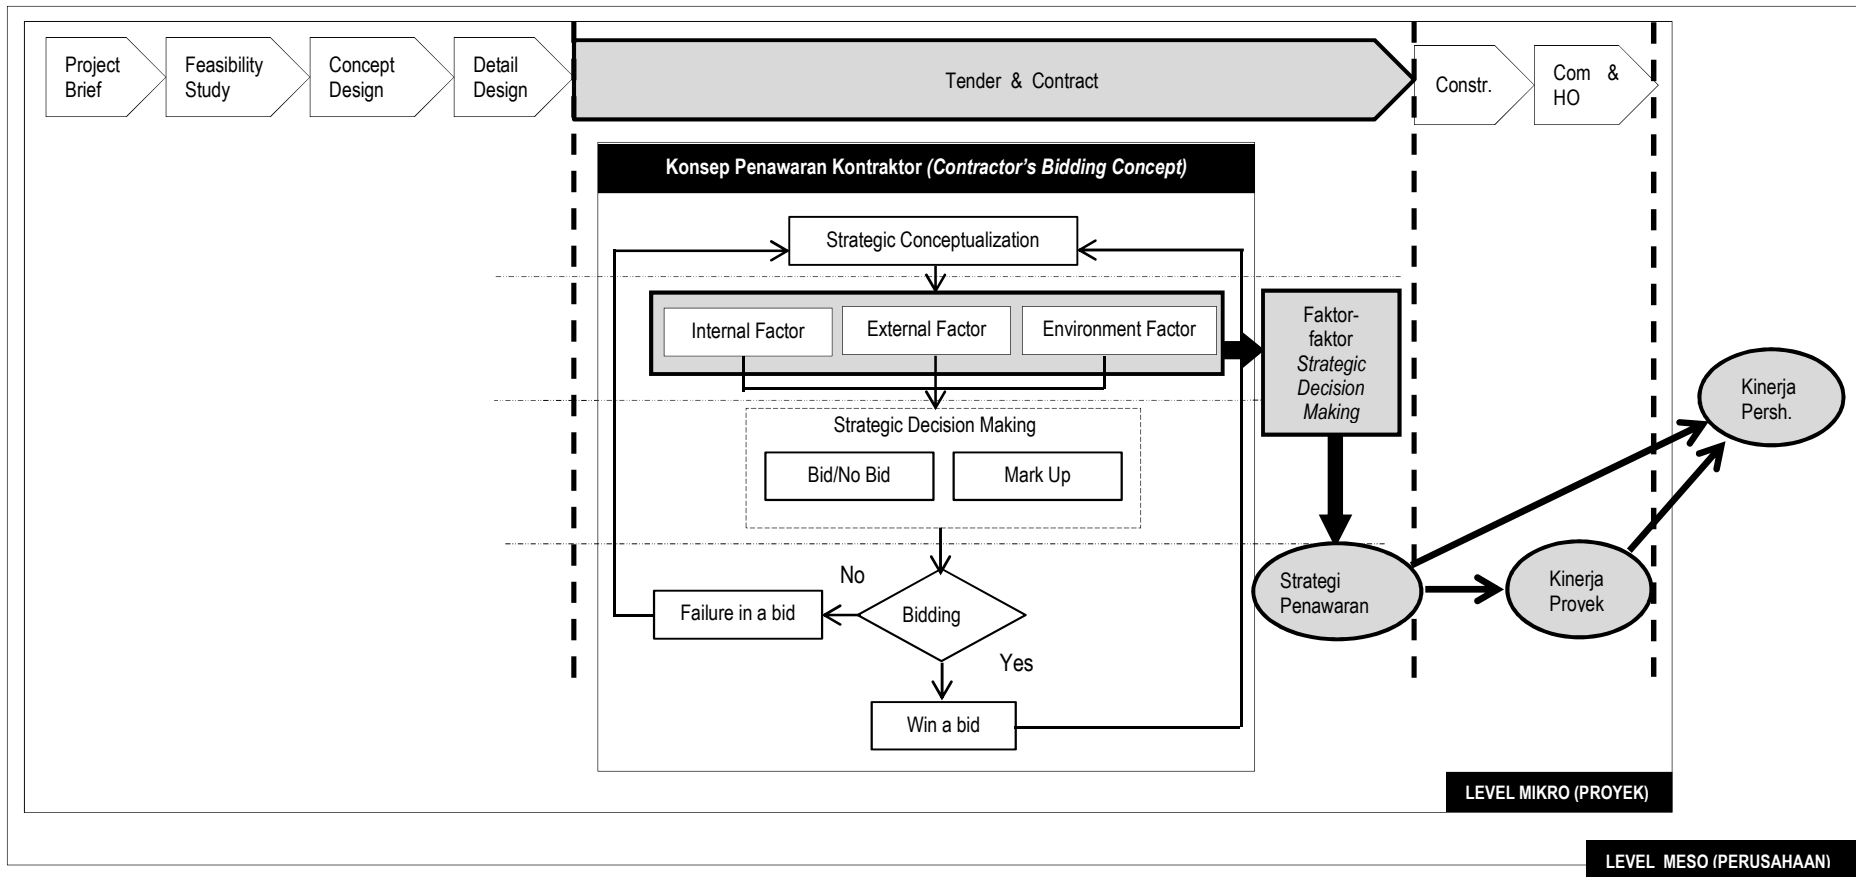 Project
Brief
Feasibility
Study
Concept
Design
Detail
Design
Tender & Contract
Constr.
Com &
HO
Konsep Penawaran Kontraktor (Contractor’s Bidding Concept)
Strategic Conceptualization
Internal Factor
External Factor
Environment Factor
Faktor-
faktor
Strategic
Decision
Making
Strategic Decision Making
Bid/No Bid
Mark Up
Kinerja
Persh.
No
Failure in a bid
Bidding
Yes
Win a bid
Strategi
Penawaran
Kinerja
Provek
LEVEL MIKRO (PROYEK)
LEVEL MESO (PERUSAHAAN)